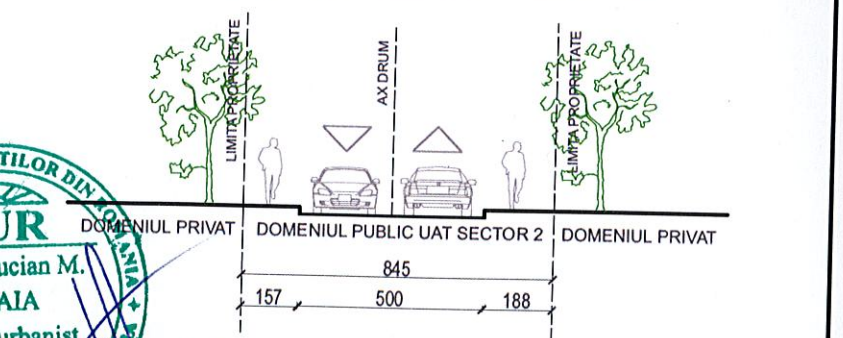 LIMITA PROPRIETATE
AX DRUM
LIMITA PROPRIETATE
DOMENIUL PRIVAT
DOMENIUL PUBLIC UAT SECTOR 2
DOMENIUL PRIVAT
845
157
500
188
TILOR DIN ROMANIA
UR
ucian M.
AIA
urbanist